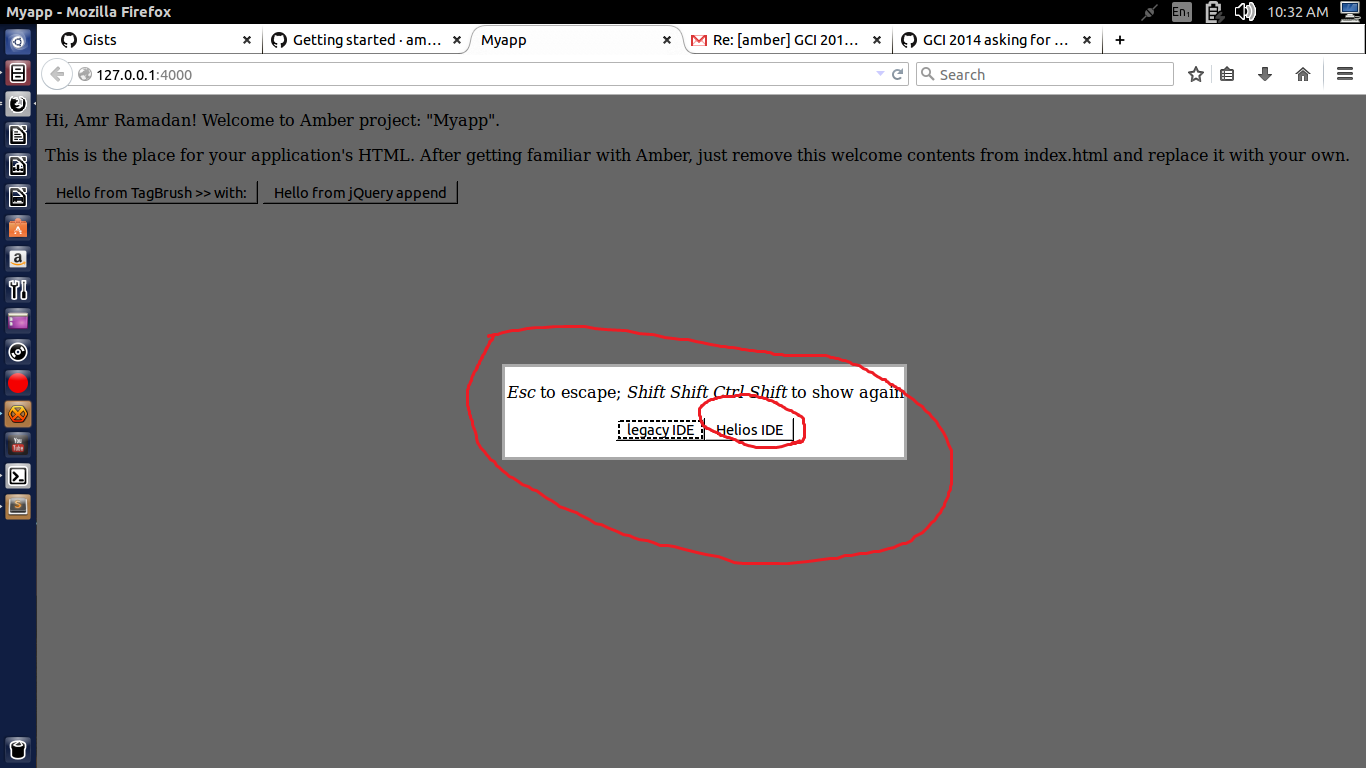 Myapp - Mozilla Firefox
En1
10:32 AM
Gists
Getting started · am...
Myapp
Re: [amber] GCI 201...
GCI 2014 asking for ...
127.0.0.1:4000
Search
Hi, Amr Ramadan! Welcome to Amber project: "Myapp".
This is the place for your application's HTML. After getting familiar with Amber, just remove this welcome contents from index.html and replace it with your own.
Hello from TagBrush >> with:
Hello from jQuery append
Esc to escape; Shift Shift Ctrl Shift to show again
legacy IDE
Helios IDE
You Tube